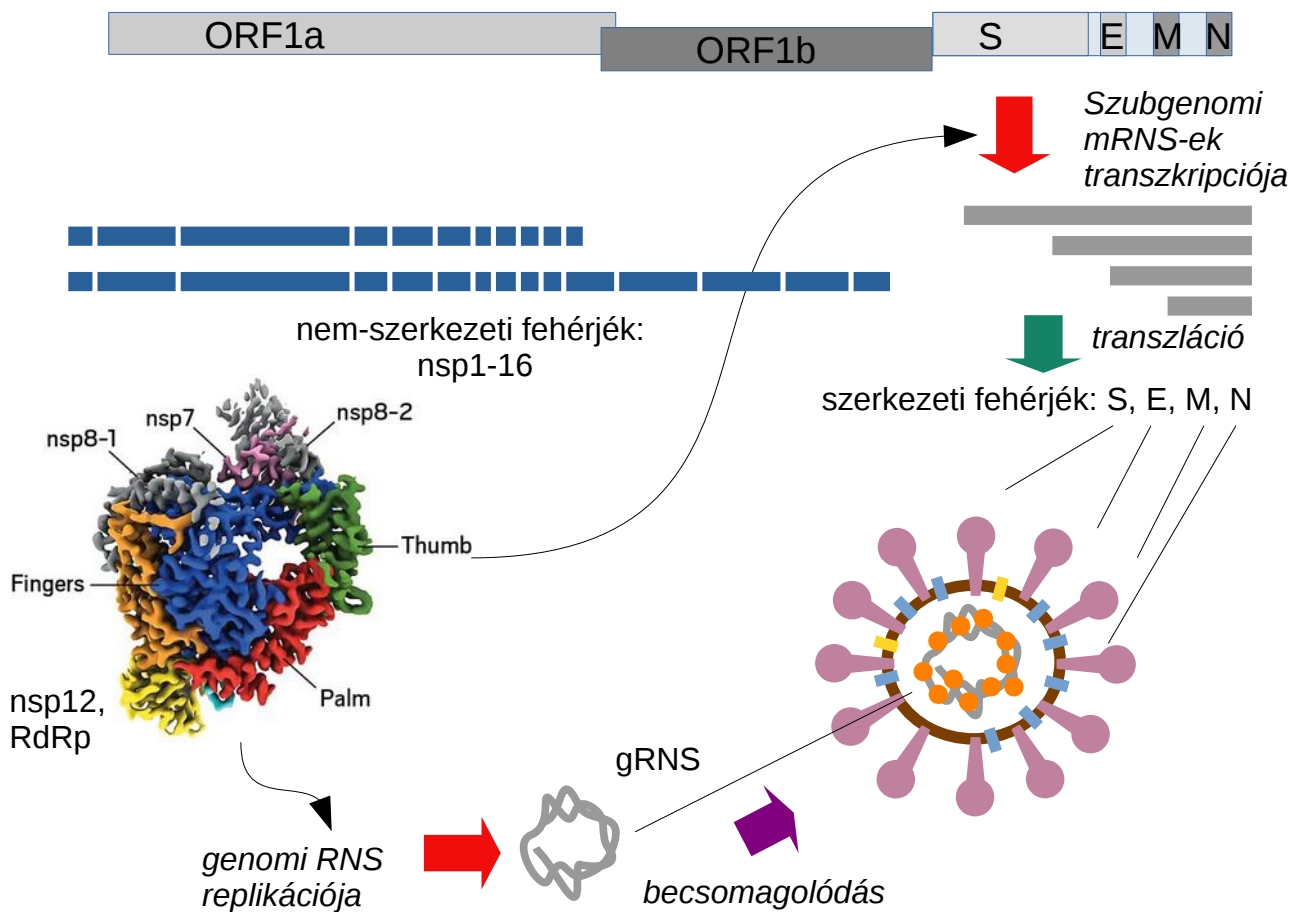 ORF1a
ORF1b
S
E
M
N
Szubgenomi
mRNS-ek
transzkripciója
nem-szerkezeti fehérjék:
nsp1-16
transzláció
szerkezeti fehérjék: S, E, M, N
nsp8-1
nsp7
nsp8-2
Thumb
Fingers
Palm
nsp12,
RdRp
gRNS
genomi RNS
replikációja
becsomagolódás